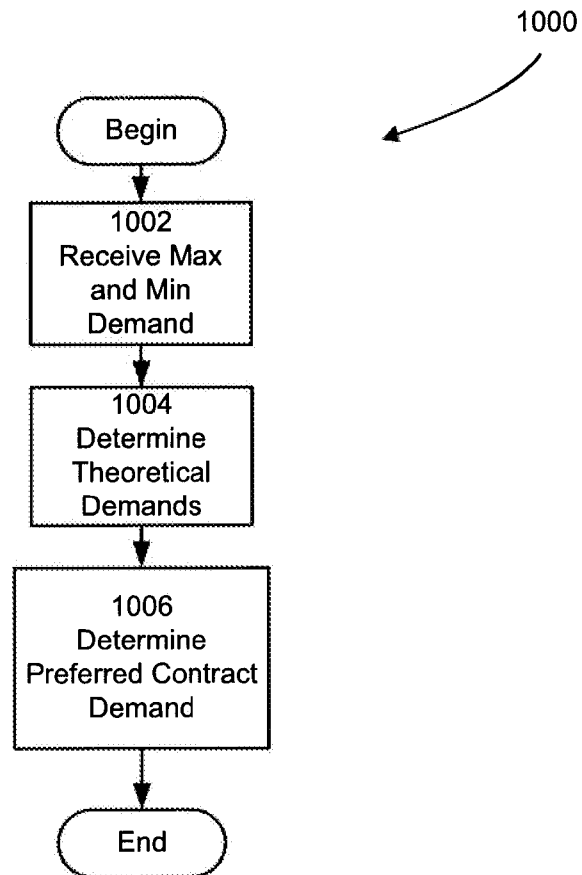 1000
Begin
1002
Receive Max
and Min
Demand
1004
Determine
Theoretical
Demands
1006
Determine
Preferred Contract
Demand
End